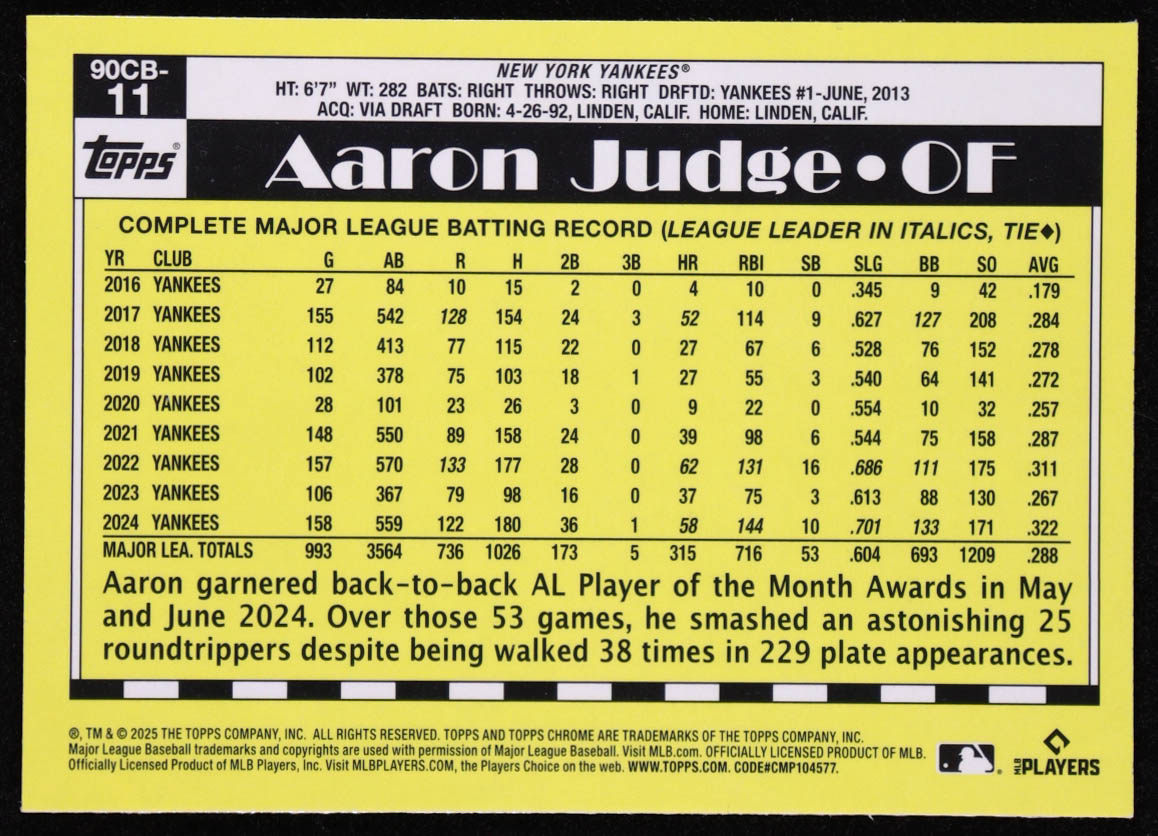 90CB-
11
NEW YORK YANKEES®
HT: 6'7" WT: 282 BATS: RIGHT THROWS: RIGHT DRFTD: YANKEES #1-JUNE, 2013
ACQ: VIA DRAFT BORN: 4-26-92, LINDEN, CALIF. HOME: LINDEN, CALIF.
topps®
Aaron Judge • OF
COMPLETE MAJOR LEAGUE BATTING RECORD (LEAGUE LEADER IN ITALICS, TIE♦)
YR CLUB G AB R H 2B 3B HR RBI SB SLG BB SO AVG
2016 YANKEES 27 84 10 15 2 0 4 10 0 .345 9 42 .179
2017 YANKEES 155 542 128 154 24 3 52 114 9 .627 127 208 .284
2018 YANKEES 112 413 77 115 22 0 27 67 6 .528 76 152 .278
2019 YANKEES 102 378 75 103 18 1 27 55 3 .540 64 141 .272
2020 YANKEES 28 101 23 26 3 0 9 22 0 .554 10 32 .257
2021 YANKEES 148 550 89 158 24 0 39 98 6 .544 75 158 .287
2022 YANKEES 157 570 133 177 28 0 62 131 16 .686 111 175 .311
2023 YANKEES 106 367 79 98 16 0 37 75 3 .613 88 130 .267
2024 YANKEES 158 559 122 180 36 1 58 144 10 .701 133 171 .322
MAJOR LEA. TOTALS 993 3564 736 1026 173 5 315 716 53 .604 693 1209 .288
Aaron garnered back-to-back AL Player of the Month Awards in May
and June 2024. Over those 53 games, he smashed an astonishing 25
roundtrippers despite being walked 38 times in 229 plate appearances.
®, TM & © 2025 THE TOPPS COMPANY, INC. ALL RIGHTS RESERVED. TOPPS AND TOPPS CHROME ARE TRADEMARKS OF THE TOPPS COMPANY, INC.
Major League Baseball trademarks and copyrights are used with permission of Major League Baseball. Visit MLB.com. OFFICIALLY LICENSED PRODUCT OF MLB.
Officially Licensed Product of MLB Players, Inc. Visit MLBPLAYERS.COM, the Players Choice on the web. WWW.TOPPS.COM. CODE#CMP104577.
MLB PLAYERS